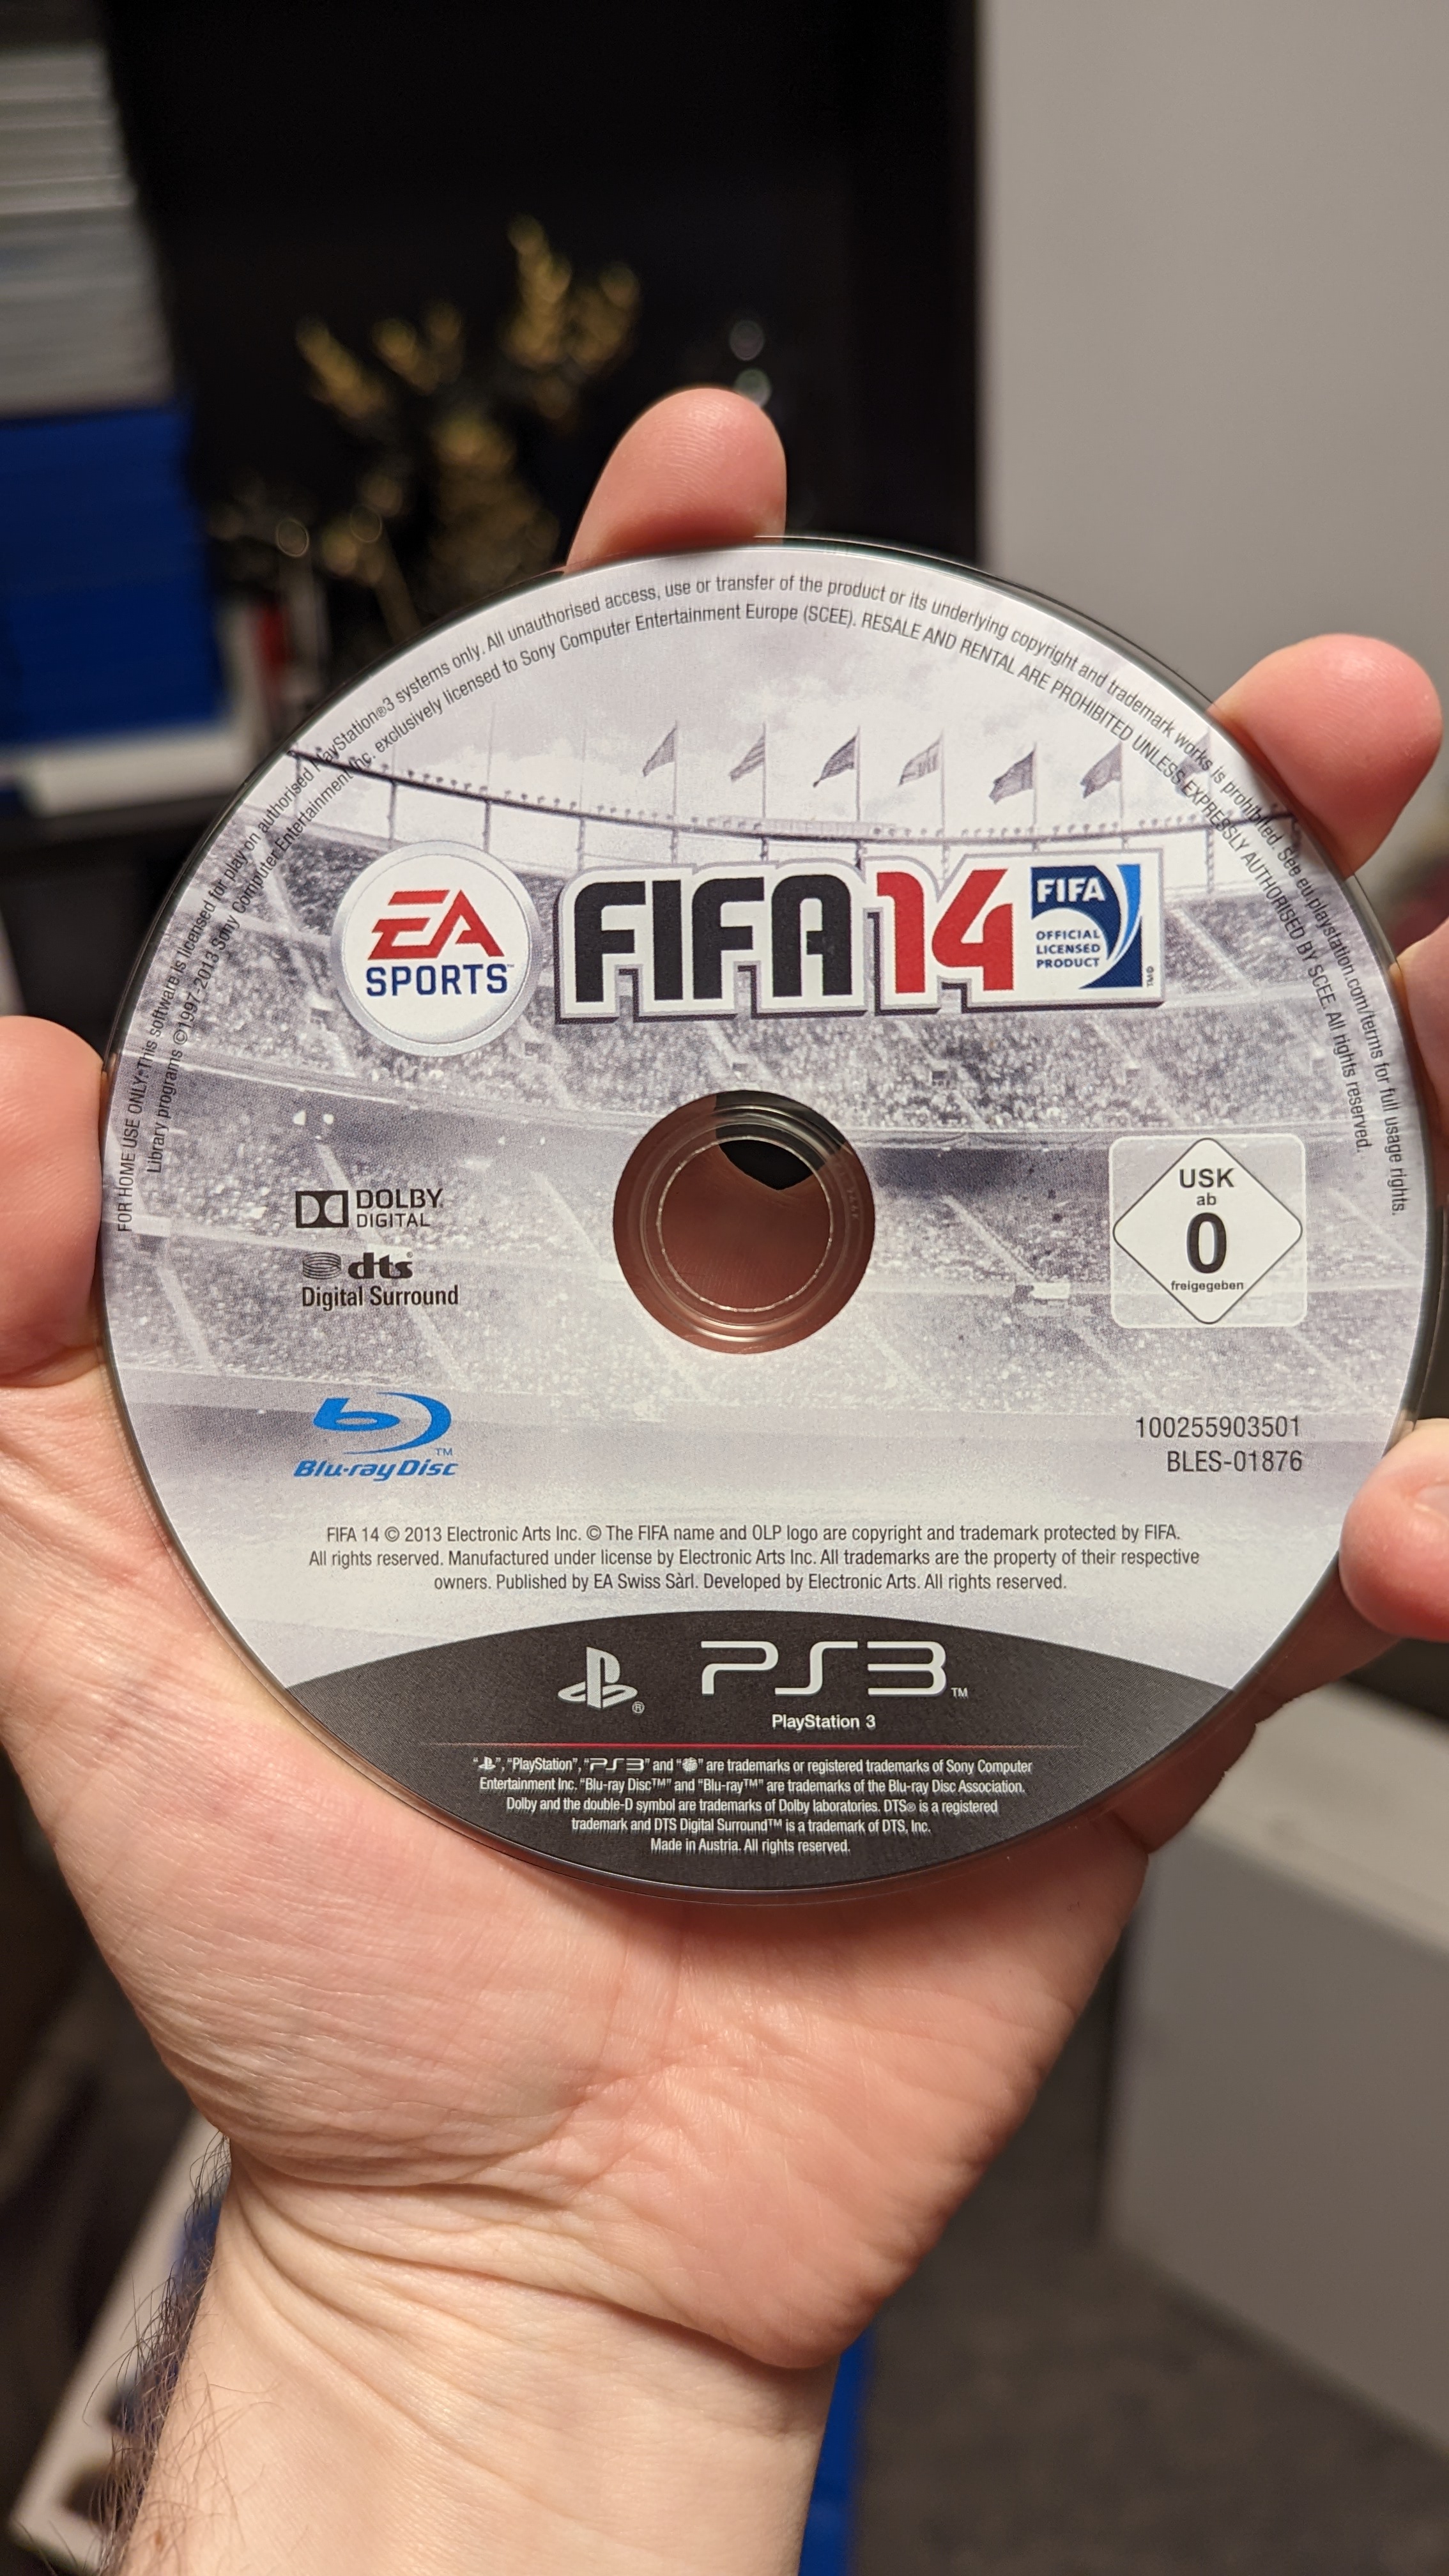 FOR HOME USE ONLY. This software is licensed for play on authorised PlayStation®3 systems only. All unauthorised access, use or transfer of the product or its underlying copyright and trademark works is prohibited. See eu.playstation.com/terms for full usage rights.
Library programs ©1997-2013 Sony Computer Entertainment Inc. exclusively licensed to Sony Computer Entertainment Europe (SCEE). RESALE AND RENTAL ARE PROHIBITED UNLESS EXPRESSLY AUTHORISED BY SCEE. All rights reserved.
EA
SPORTS™
FIFA 14
FIFA
OFFICIAL
LICENSED
PRODUCT
TM©
DOLBY®
DIGITAL
dts
Digital Surround
USK
ab
0
freigegeben
Blu-ray Disc™
100255903501
BLES-01876
FIFA 14 © 2013 Electronic Arts Inc. © The FIFA name and OLP logo are copyright and trademark protected by FIFA.
All rights reserved. Manufactured under license by Electronic Arts Inc. All trademarks are the property of their respective
owners. Published by EA Swiss Sàrl. Developed by Electronic Arts. All rights reserved.
® PS3™
PlayStation 3
“ ”, “PlayStation”, “PS3” and “ ” are trademarks or registered trademarks of Sony Computer
Entertainment Inc. “Blu-ray Disc™” and “Blu-ray™” are trademarks of the Blu-ray Disc Association.
Dolby and the double-D symbol are trademarks of Dolby laboratories. DTS® is a registered
trademark and DTS Digital Surround™ is a trademark of DTS, Inc.
Made in Austria. All rights reserved.